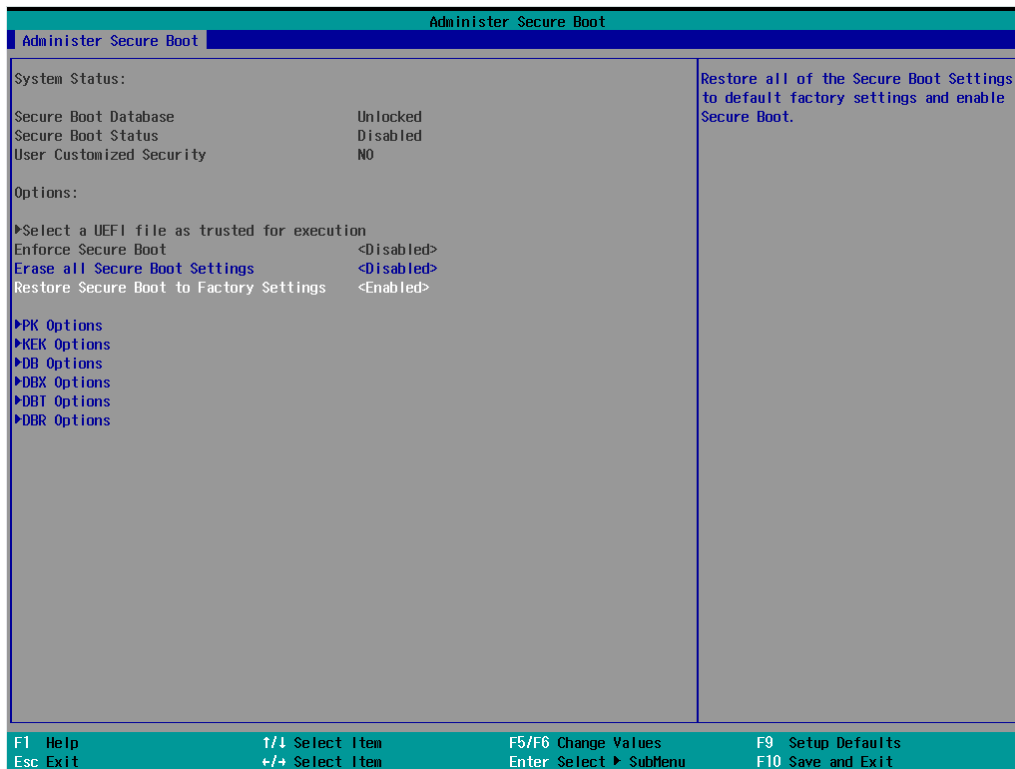 Administer Secure Boot
Administer Secure Boot
System Status:
Secure Boot Database Unlocked
Secure Boot Status Disabled
User Customized Security NO
Options:
▶Select a UEFI file as trusted for execution
Enforce Secure Boot <Disabled>
Erase all Secure Boot Settings <Disabled>
Restore Secure Boot to Factory Settings <Enabled>
▶PK Options
▶KEK Options
▶DB Options
▶DBX Options
▶DBT Options
▶DBR Options
Restore all of the Secure Boot Settings
to default factory settings and enable
Secure Boot.
F1 Help ↑/↓ Select Item F5/F6 Change Values F9 Setup Defaults
Esc Exit ←/→ Select Item Enter Select ▶ SubMenu F10 Save and Exit